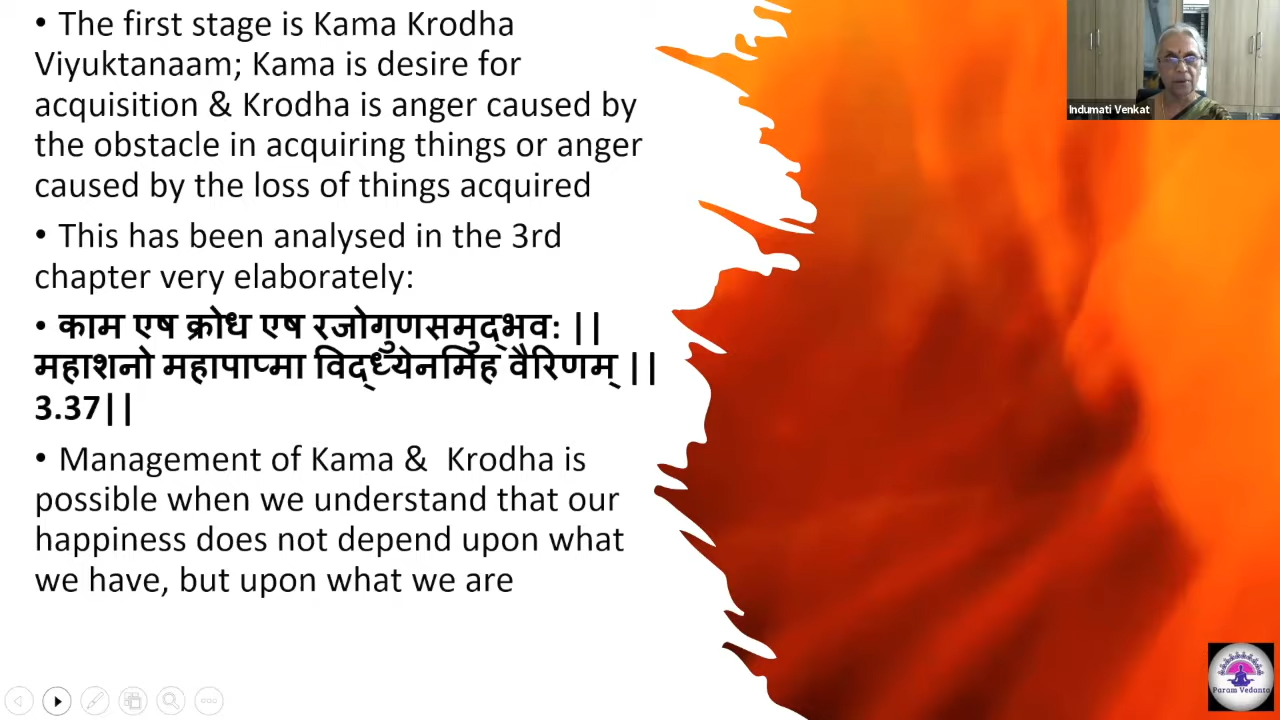 • The first stage is Kama Krodha
Viyuktanaam; Kama is desire for
acquisition & Krodha is anger caused by
the obstacle in acquiring things or anger
caused by the loss of things acquired
• This has been analysed in the 3rd
chapter very elaborately:
• काम एष क्रोध एष रजोगुणसमुद्भवः ||
महाशनो महापाप्मा विद्ध्येनमिह वैरिणम् ||
3.37||
• Management of Kama &  Krodha is
possible when we understand that our
happiness does not depend upon what
we have, but upon what we are
Indumati Venkat
Param Vedanta